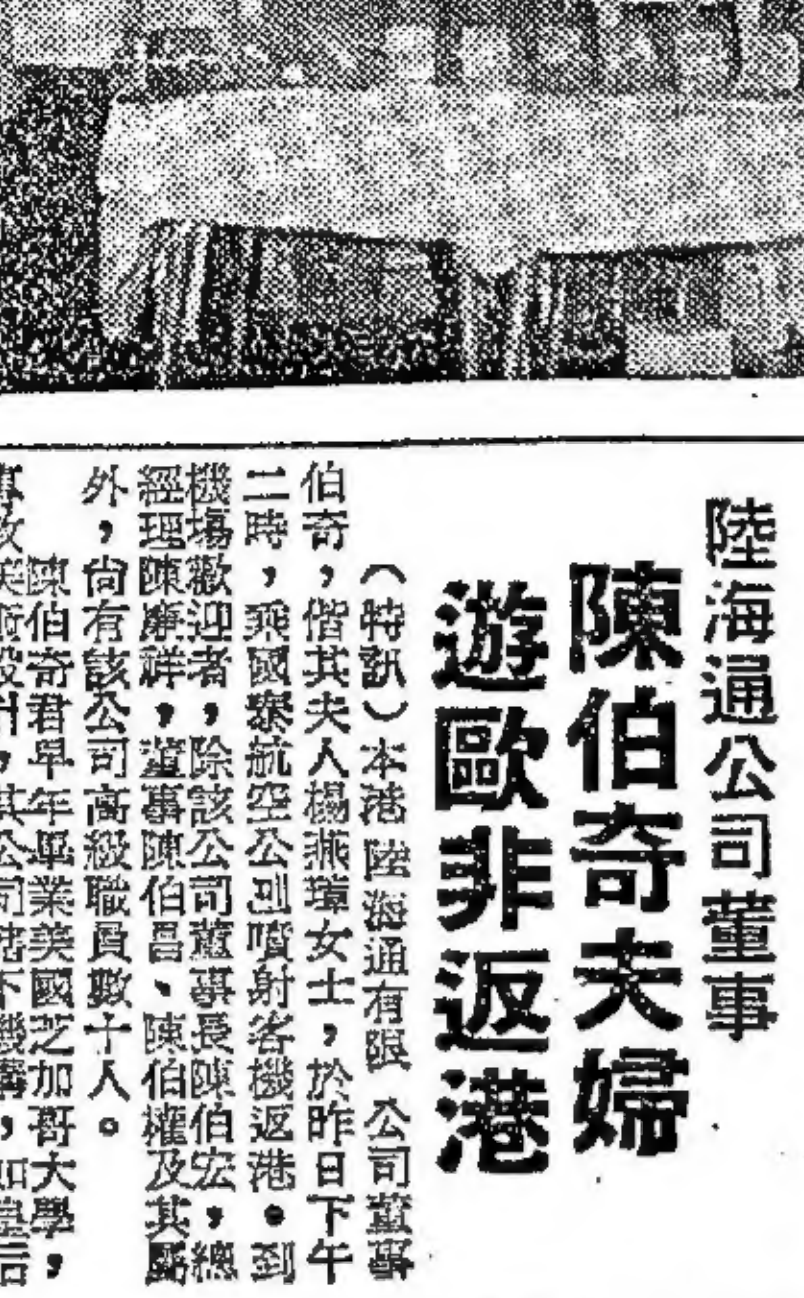 陸海通公司董事
陳伯奇夫婦
遊歐非返港
（特訊）本港陸海通有限公司董事
伯奇，偕其夫人楊燕璋女士，於昨日下午
二時，乘國泰航空公司噴射客機返港。到
機塲歡迎者，除該公司董事長陳伯宏，總
經理陳廉祥，董事陳伯昌、陳伯權及其屬
外，尙有該公司高級職員數十人。
陳伯奇君早年畢業美國芝加哥大學，